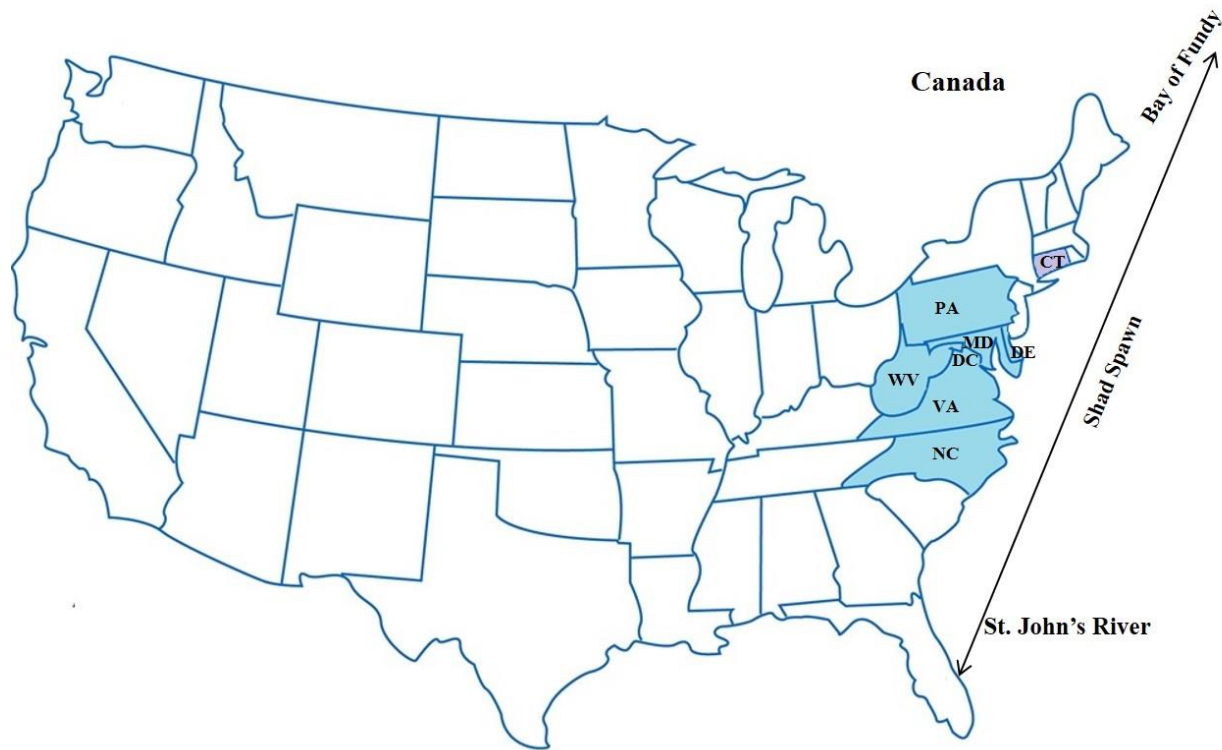 Canada
Bay of Fundy
CT
PA
MD
DE
DC
WV
VA
Shad Spawn
NC
St. John’s River